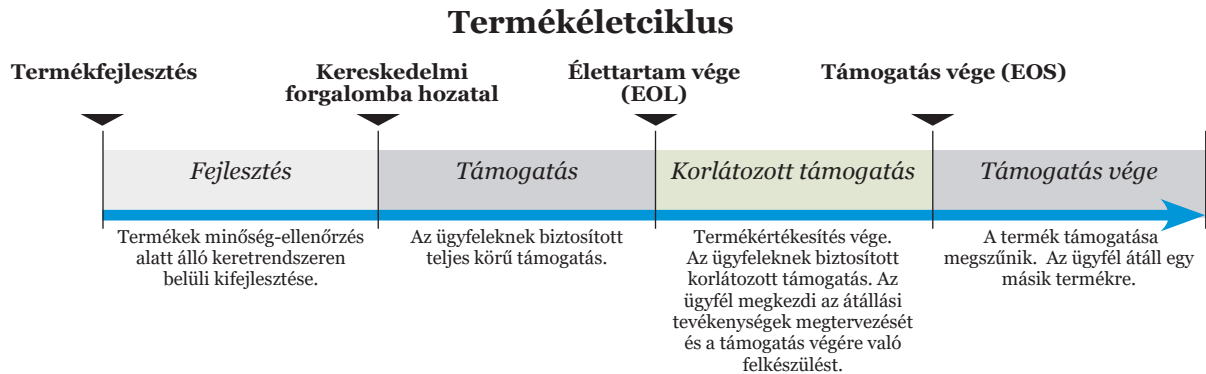 Termékéletciklus
Termékfejlesztés
Kereskedelmi
forgalomba hozatal
Élettartam vége
(EOL)
Támogatás vége (EOS)
Fejlesztés
Támogatás
Korlátozott támogatás
Támogatás vége
Termékek minőség-ellenőrzés
alatt álló keretrendszeren
belüli kifejlesztése.
Az ügyfeleknek biztosított
teljes körű támogatás.
Termékértékesítés vége.
Az ügyfeleknek biztosított
korlátozott támogatás. Az
ügyfél megkezdi az átállási
tevékenységek megtervezését
és a támogatás végére való
felkészülést.
A termék támogatása
megszűnik.  Az ügyfél átáll egy
másik termékre.